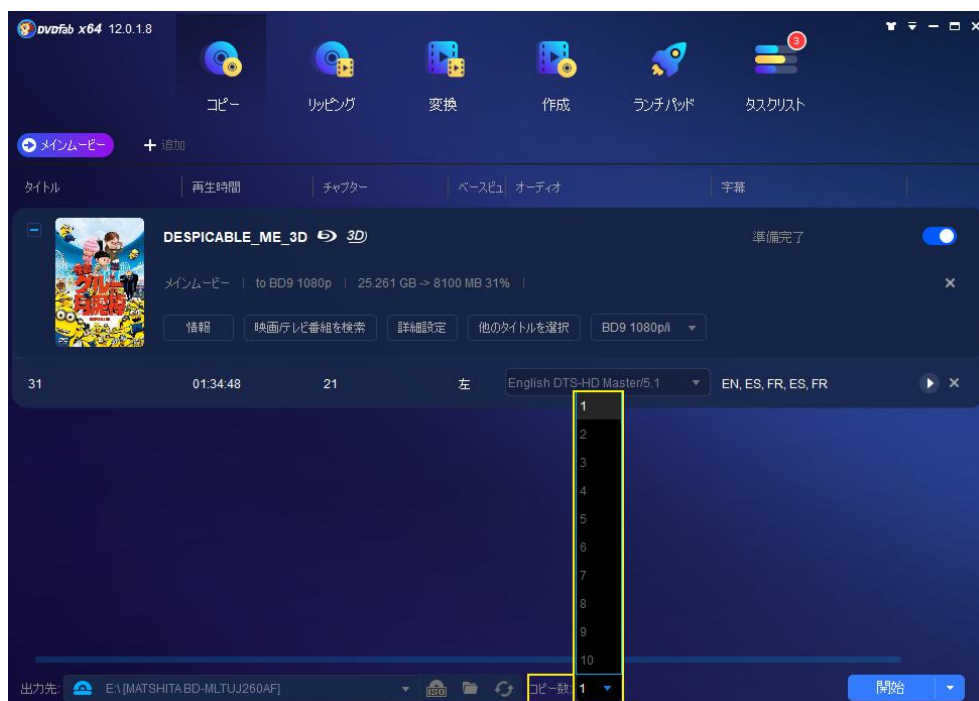 DVDFab x64 12.0.1.8
3
コピー リッピング 変換 作成 ランチパッド タスクリスト
メインムービー + 追加
タイトル 再生時間 チャプター ベースビュ オーディオ 字幕
DESPICABLE_ME_3D 3D 準備完了
メインムービー | to BD9 1080p | 25.261 GB -> 8100 MB 31% |
情報 映画/テレビ番組を検索 詳細設定 他のタイトルを選択 BD9 1080p/i
31 01:34:48 21 左 English DTS-HD Master/5.1 EN, ES, FR, ES, FR
1
2
3
4
5
6
7
8
9
10
出力先: E:\ [MATSHITA BD-MLTUJ260AF] ISO コピー数: 1 開始